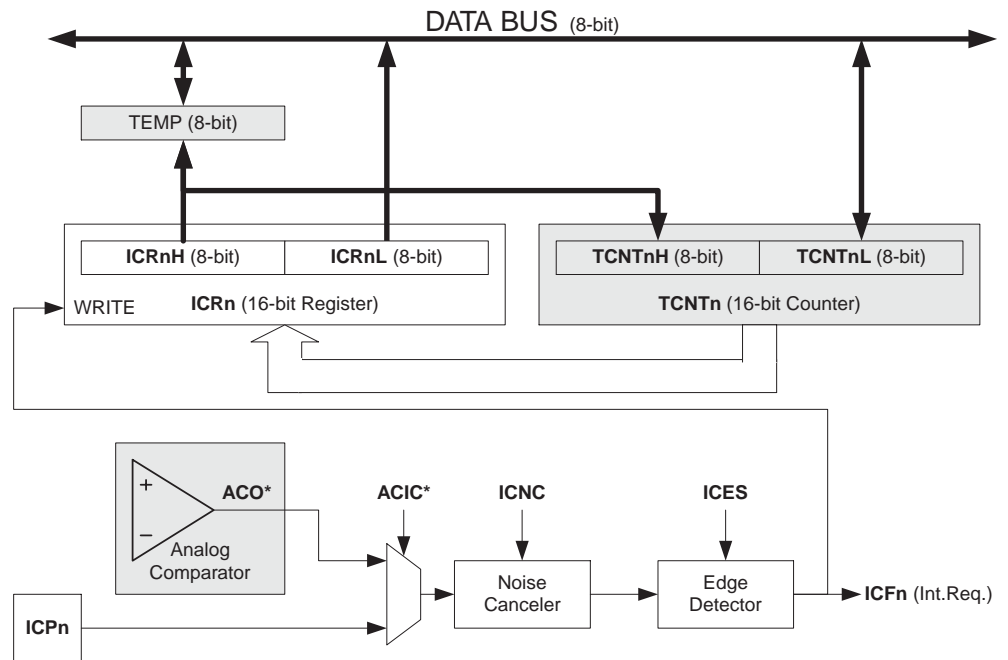 DATA BUS (8-bit)
TEMP (8-bit)
ICRnH (8-bit)
ICRnL (8-bit)
TCNTnH (8-bit)
TCNTnL (8-bit)
WRITE
ICRn (16-bit Register)
TCNTn (16-bit Counter)
+
−
ACO*
Analog
Comparator
ACIC*
ICNC
ICES
Noise
Canceler
Edge
Detector
ICFn (Int.Req.)
ICPn